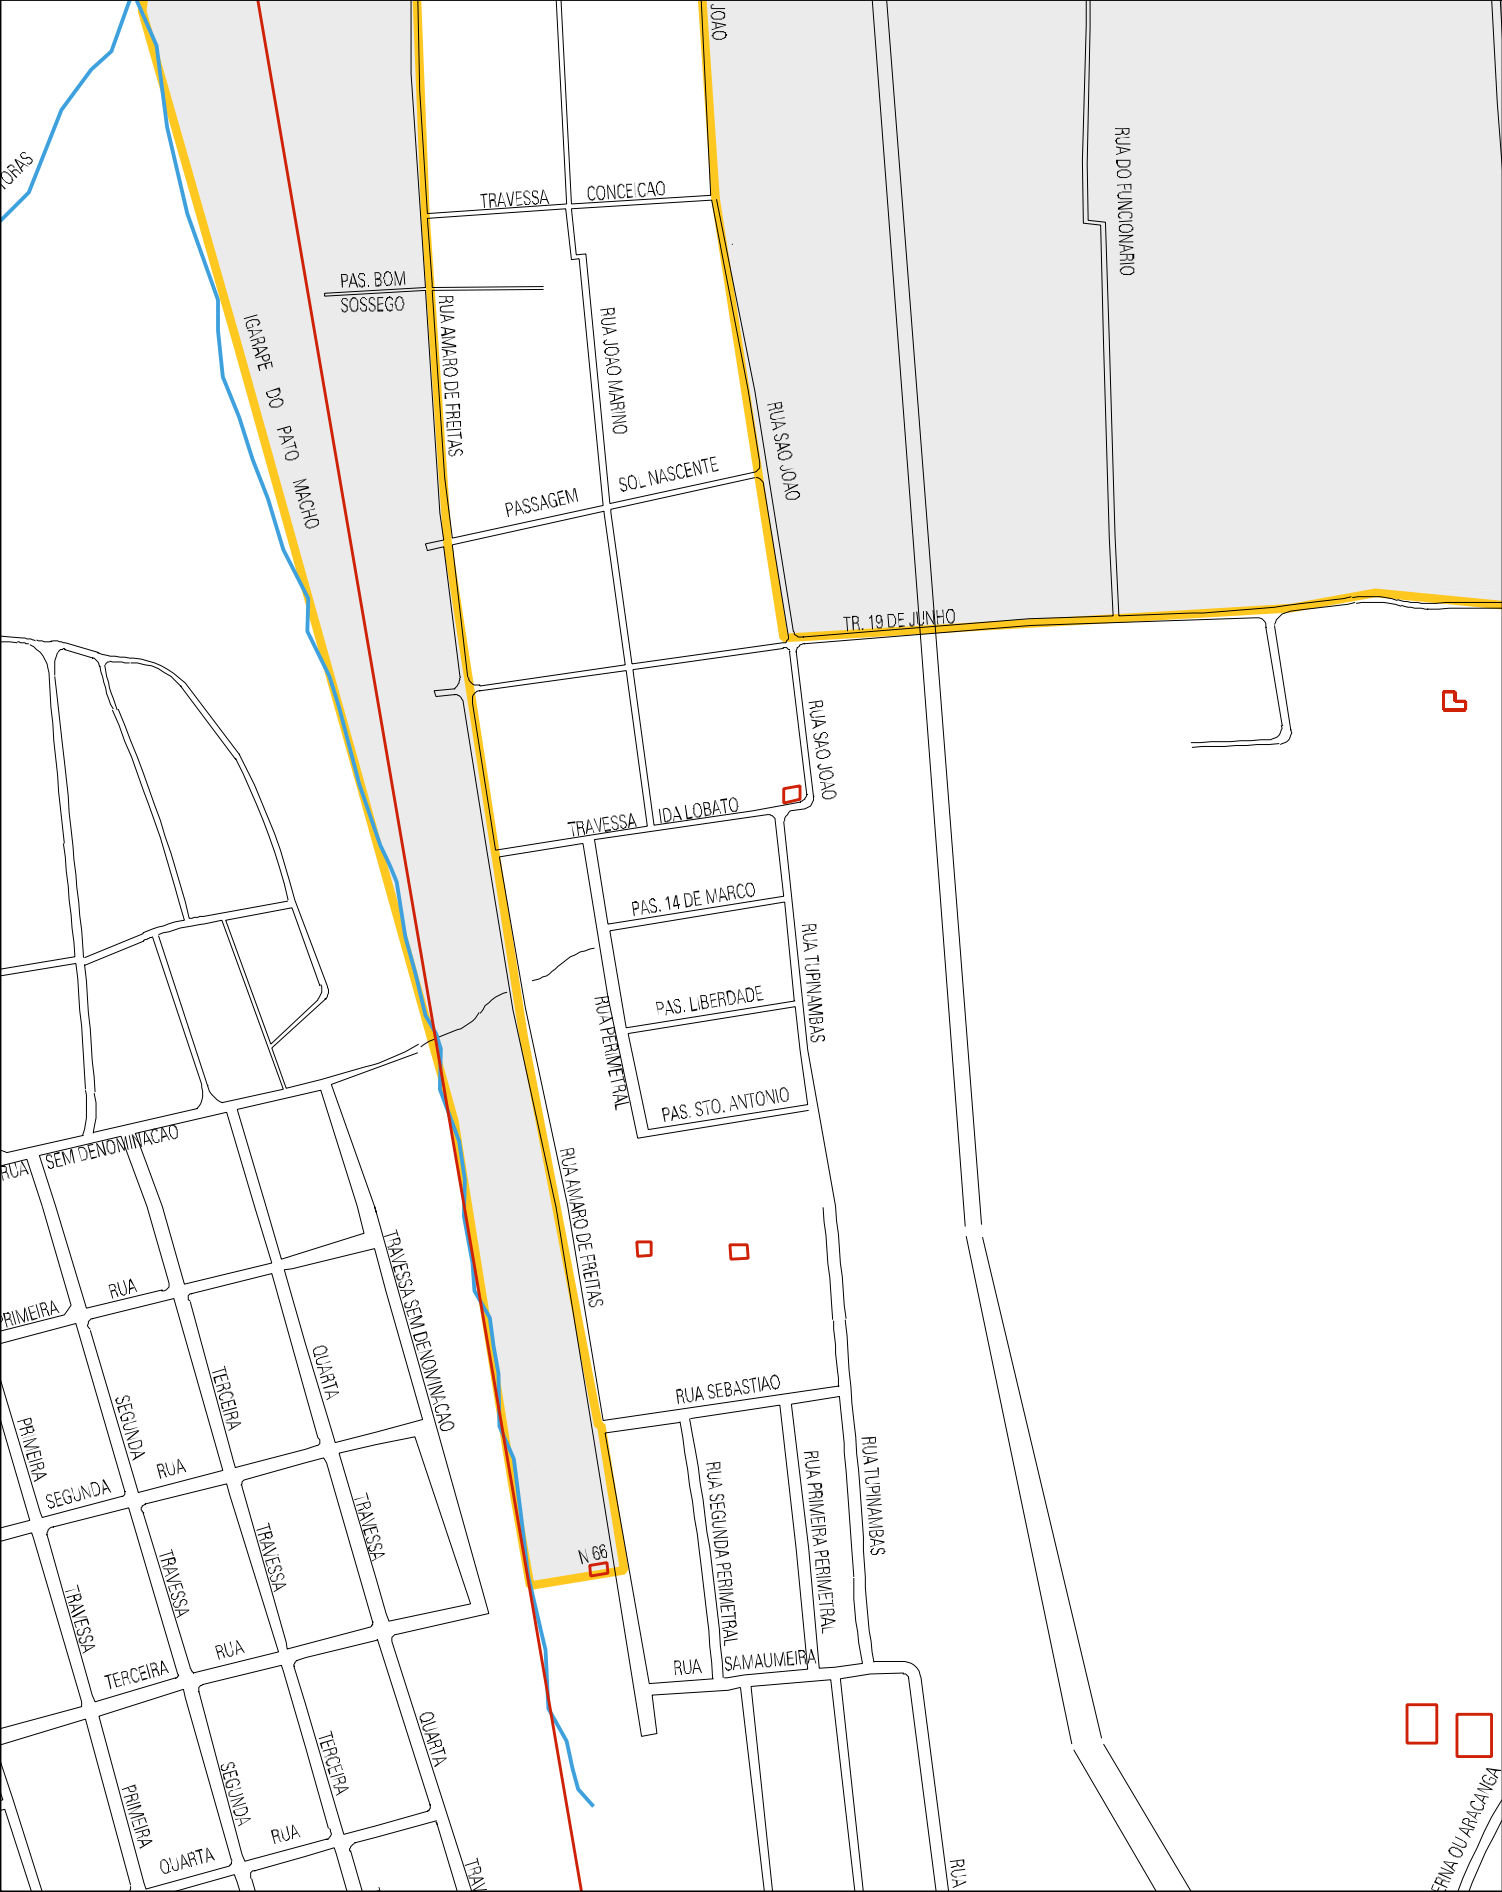 JOAO
TORAS
RUA DO FUNCIONARIO
TRAVESSA CONCEICAO
PAS. BOM
SOSSEGO
IGARAPE DO PATO MACHO
RUA AMARO DE FREITAS
RUA JOAO MARINO
RUA SAO JOAO
PASSAGEM SOL NASCENTE
TR. 19 DE JUNHO
RUA SAO JOAO
TRAVESSA IDA LOBATO
PAS. 14 DE MARCO
RUA TUPINAMBAS
PAS. LIBERDADE
RUA PERIMETRAL
PAS. STO. ANTONIO
RUA SEM DENOMINACAO
RUA AMARO DE FREITAS
TRAVESSA SEM DENOMINACAO
PRIMEIRA RUA
QUARTA
TERCEIRA
SEGUNDA
PRIMEIRA
RUA SEBASTIAO
RUA TUPINAMBAS
RUA PRIMEIRA PERIMETRAL
RUA SEGUNDA PERIMETRAL
SEGUNDA RUA
TRAVESSA
TRAVESSA
TRAVESSA
TRAVESSA
N 66
TERCEIRA RUA
RUA SAMAUMEIRA
QUARTA
TERCEIRA
SEGUNDA
PRIMEIRA
QUARTA RUA
TRAV
RUA
ERNA OU ARACANGA